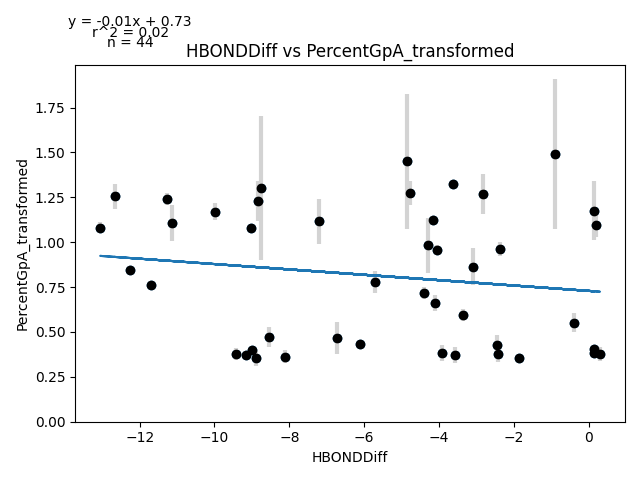 y = -0.01x + 0.73
r^2 = 0.02
n = 44
HBONDDiff vs PercentGpA_transformed
PercentGpA_transformed
1.75
1.50
1.25
1.00
0.75
0.50
0.25
0.00
−12
−10
−8
−6
−4
−2
0
HBONDDiff